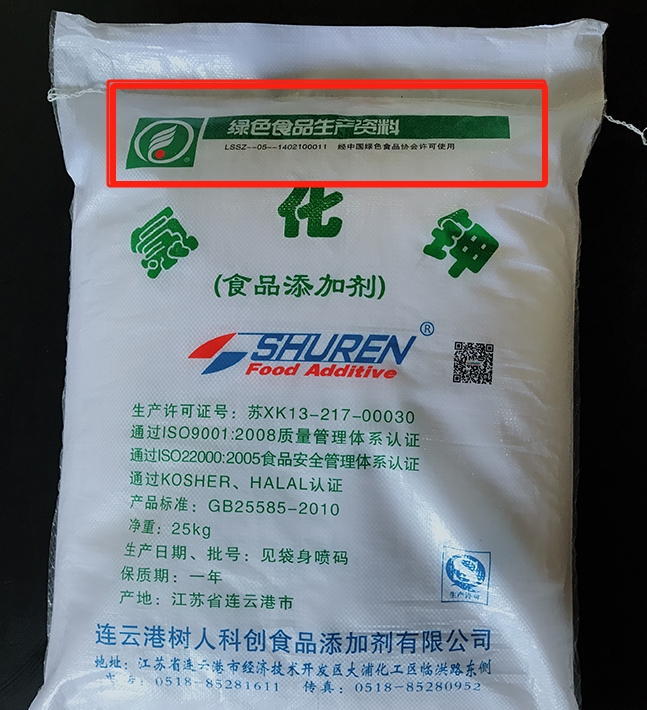 绿色食品生产资料
LSSZ--05--1402100011 经中国绿色食品协会许可使用
氯化钾
(食品添加剂)
SHUREN®
Food Additive
生产许可证号：苏XK13-217-00030
通过ISO9001:2008质量管理体系认证
通过ISO22000:2005食品安全管理体系认证
通过KOSHER、HALAL认证
产品标准：GB25585-2010
净重：25kg
生产日期、批号：见袋身喷码
保质期：一年
产地：江苏省连云港市
生产许可
连云港树人科创食品添加剂有限公司
地址：江苏省连云港市经济技术开发区大浦化工区临洪路东侧
0518-85281611 传真：0518-85280952